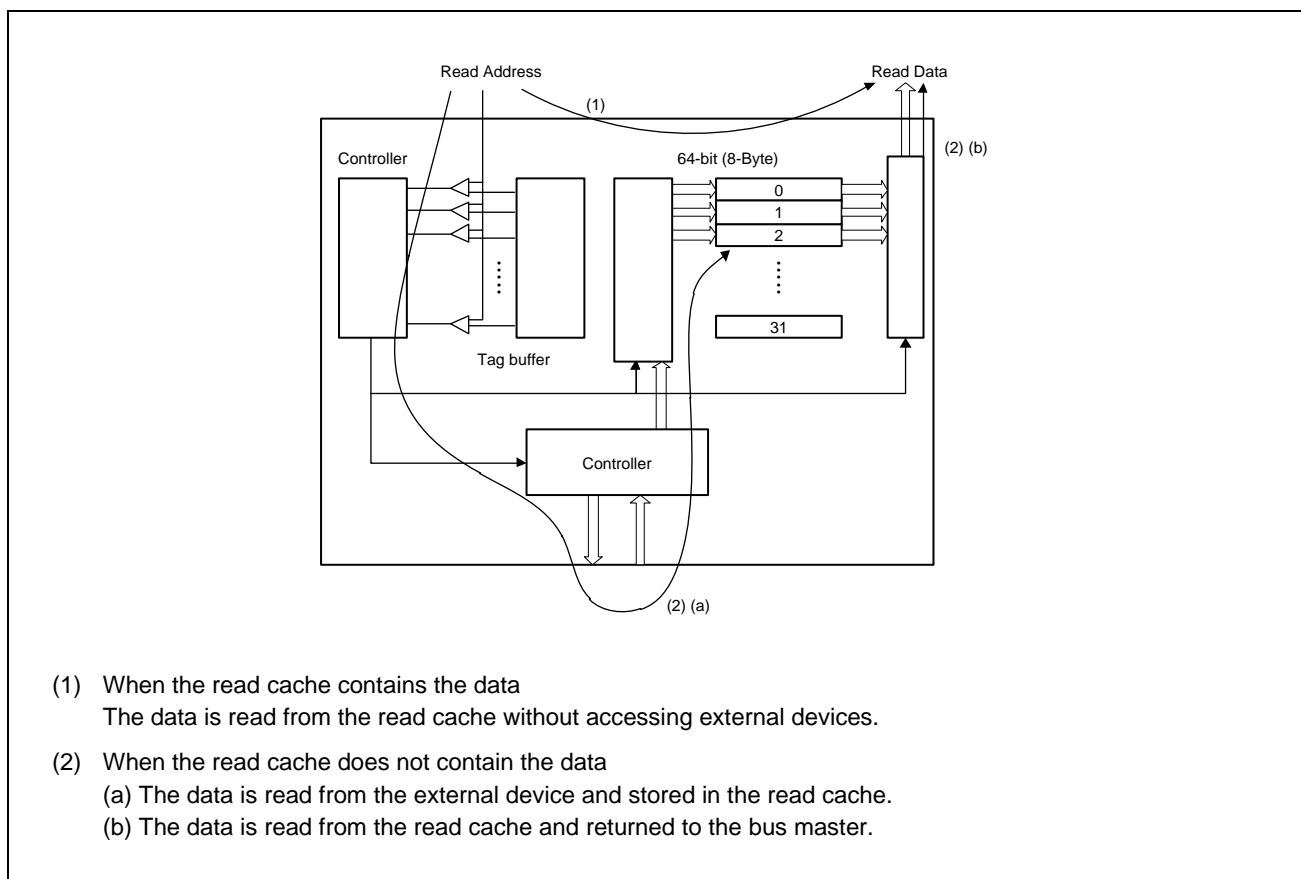 Read Address
Read Data
(1)
(2) (b)
Controller
64-bit (8-Byte)
0
1
2
31
Tag buffer
Controller
(2) (a)
(1) When the read cache contains the data
The data is read from the read cache without accessing external devices.
(2) When the read cache does not contain the data
(a) The data is read from the external device and stored in the read cache.
(b) The data is read from the read cache and returned to the bus master.